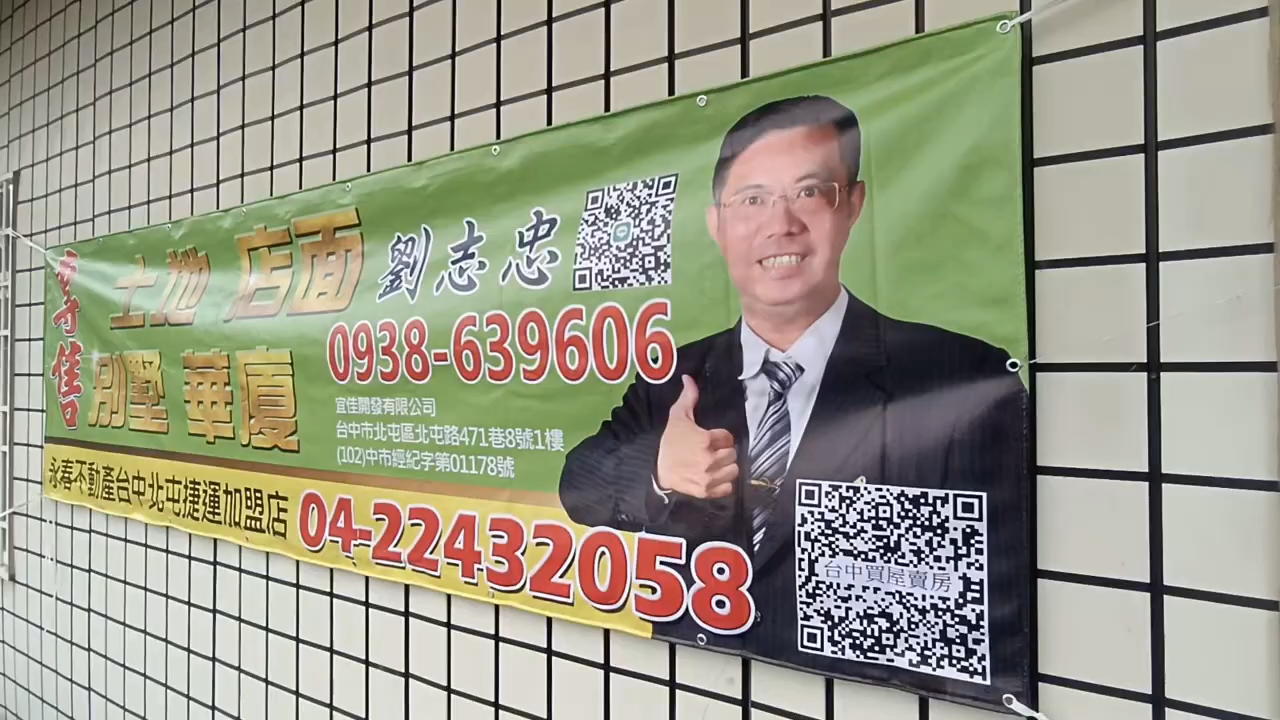 專售
土地 店面
別墅 華廈
劉志忠
0938-639606
宜佳開發有限公司
台中市北屯區北屯路471巷8號1樓
(102)中市經紀字第01178號
永春不動產台中北屯捷運加盟店
04-22432058
台中買屋賣房